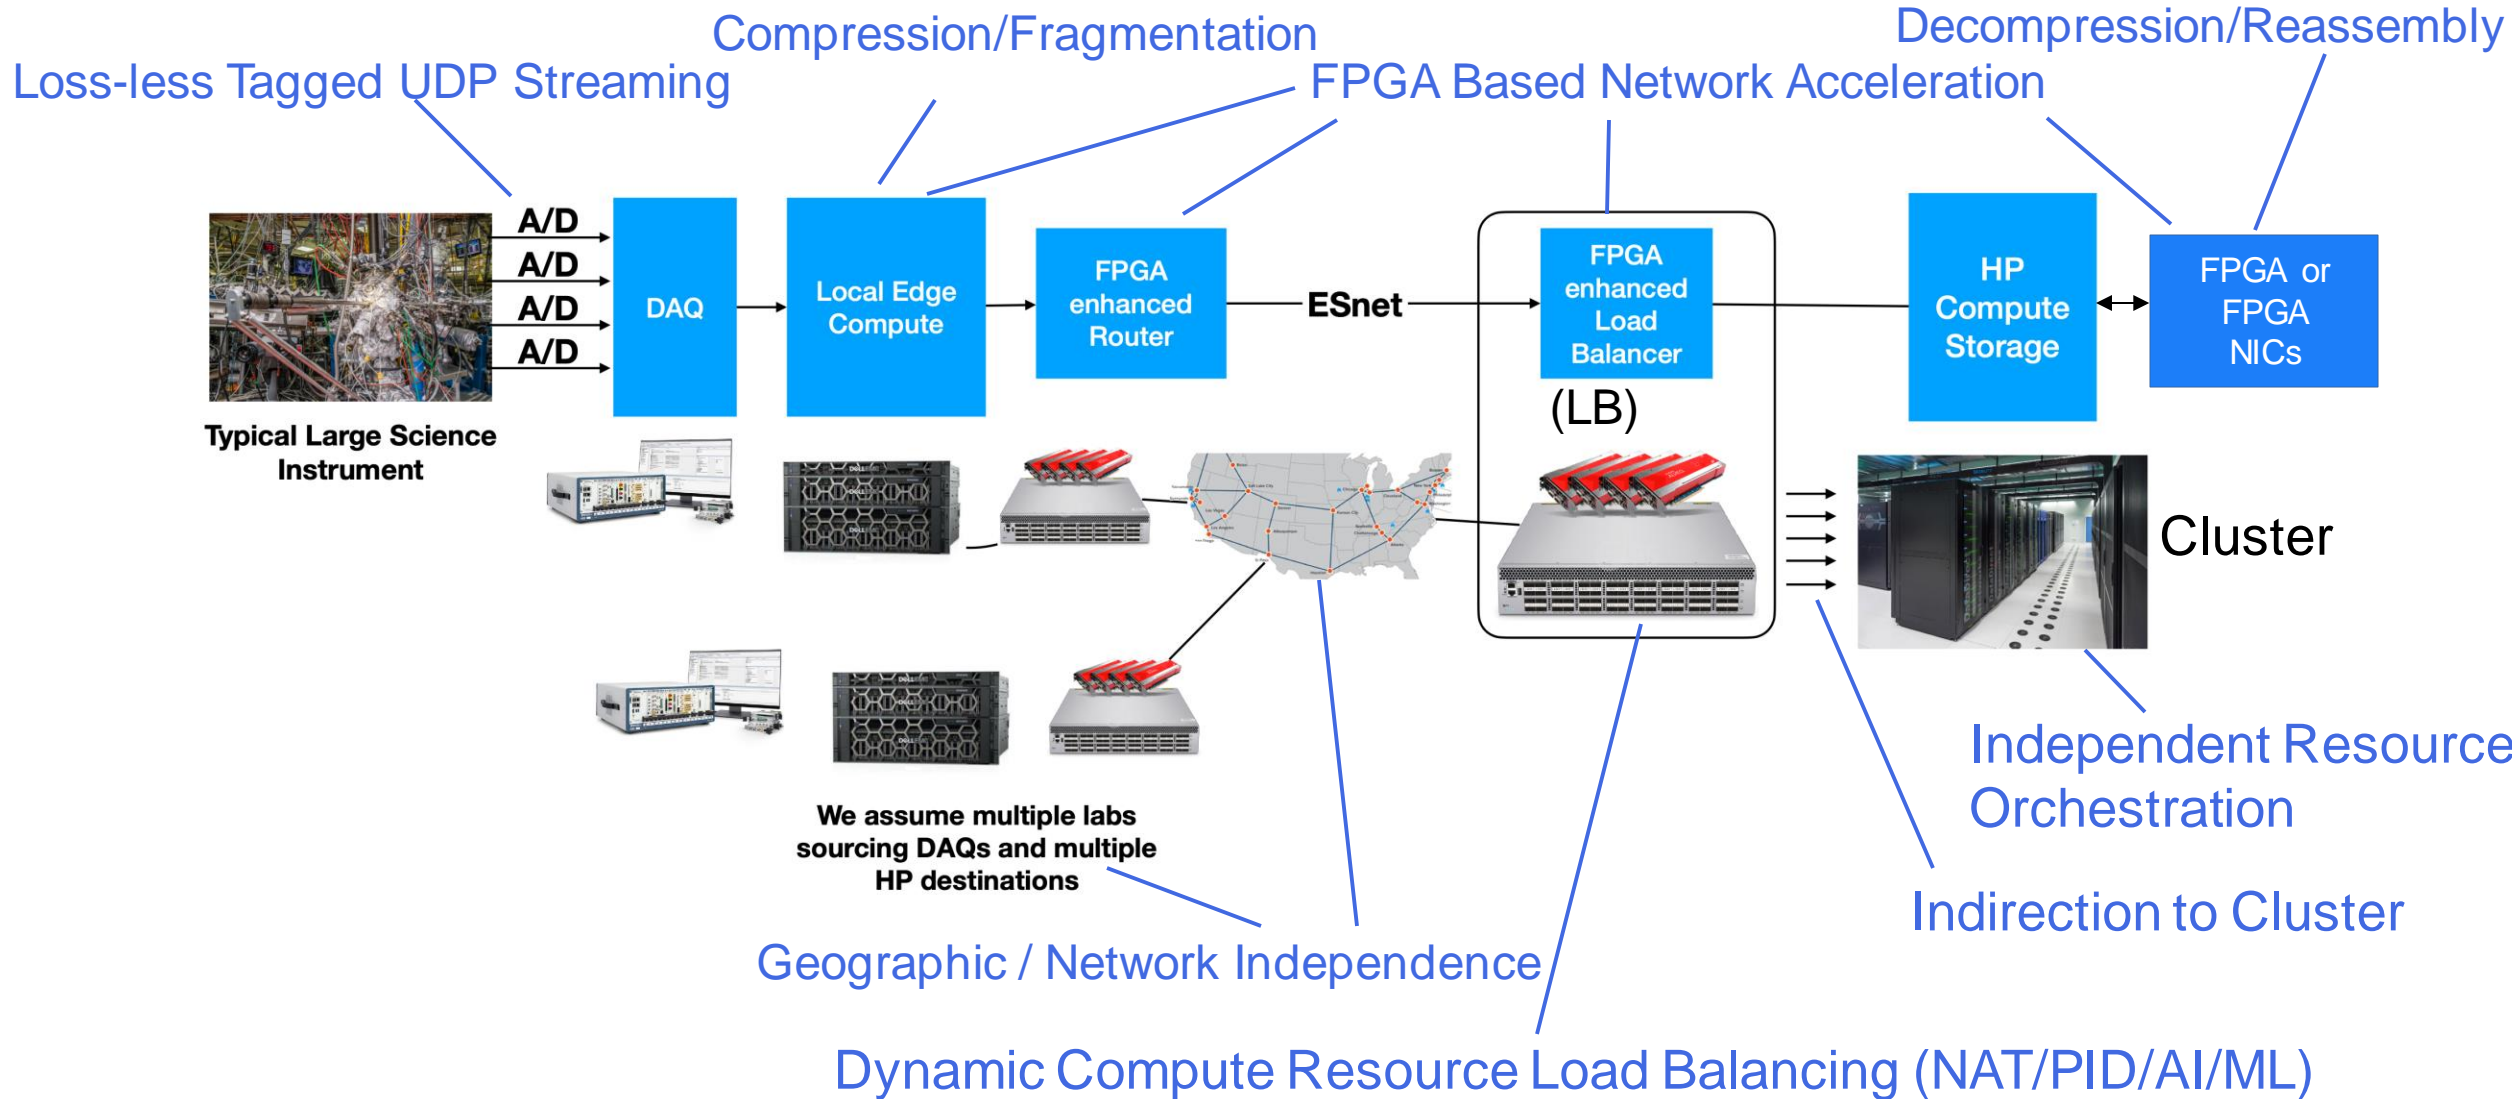 Compression/Fragmentation
Decompression/Reassembly
Loss-less Tagged UDP Streaming
FPGA Based Network Acceleration
A/D
A/D
A/D
A/D
DAQ
Local Edge
Compute
FPGA
enhanced
Router
ESnet
FPGA
enhanced
Load
Balancer
(LB)
HP
Compute
Storage
FPGA or
FPGA
NICs
Typical Large Science
Instrument
Cluster
We assume multiple labs
sourcing DAQs and multiple
HP destinations
Independent Resource
Orchestration
Indirection to Cluster
Geographic / Network Independence
Dynamic Compute Resource Load Balancing (NAT/PID/AI/ML)